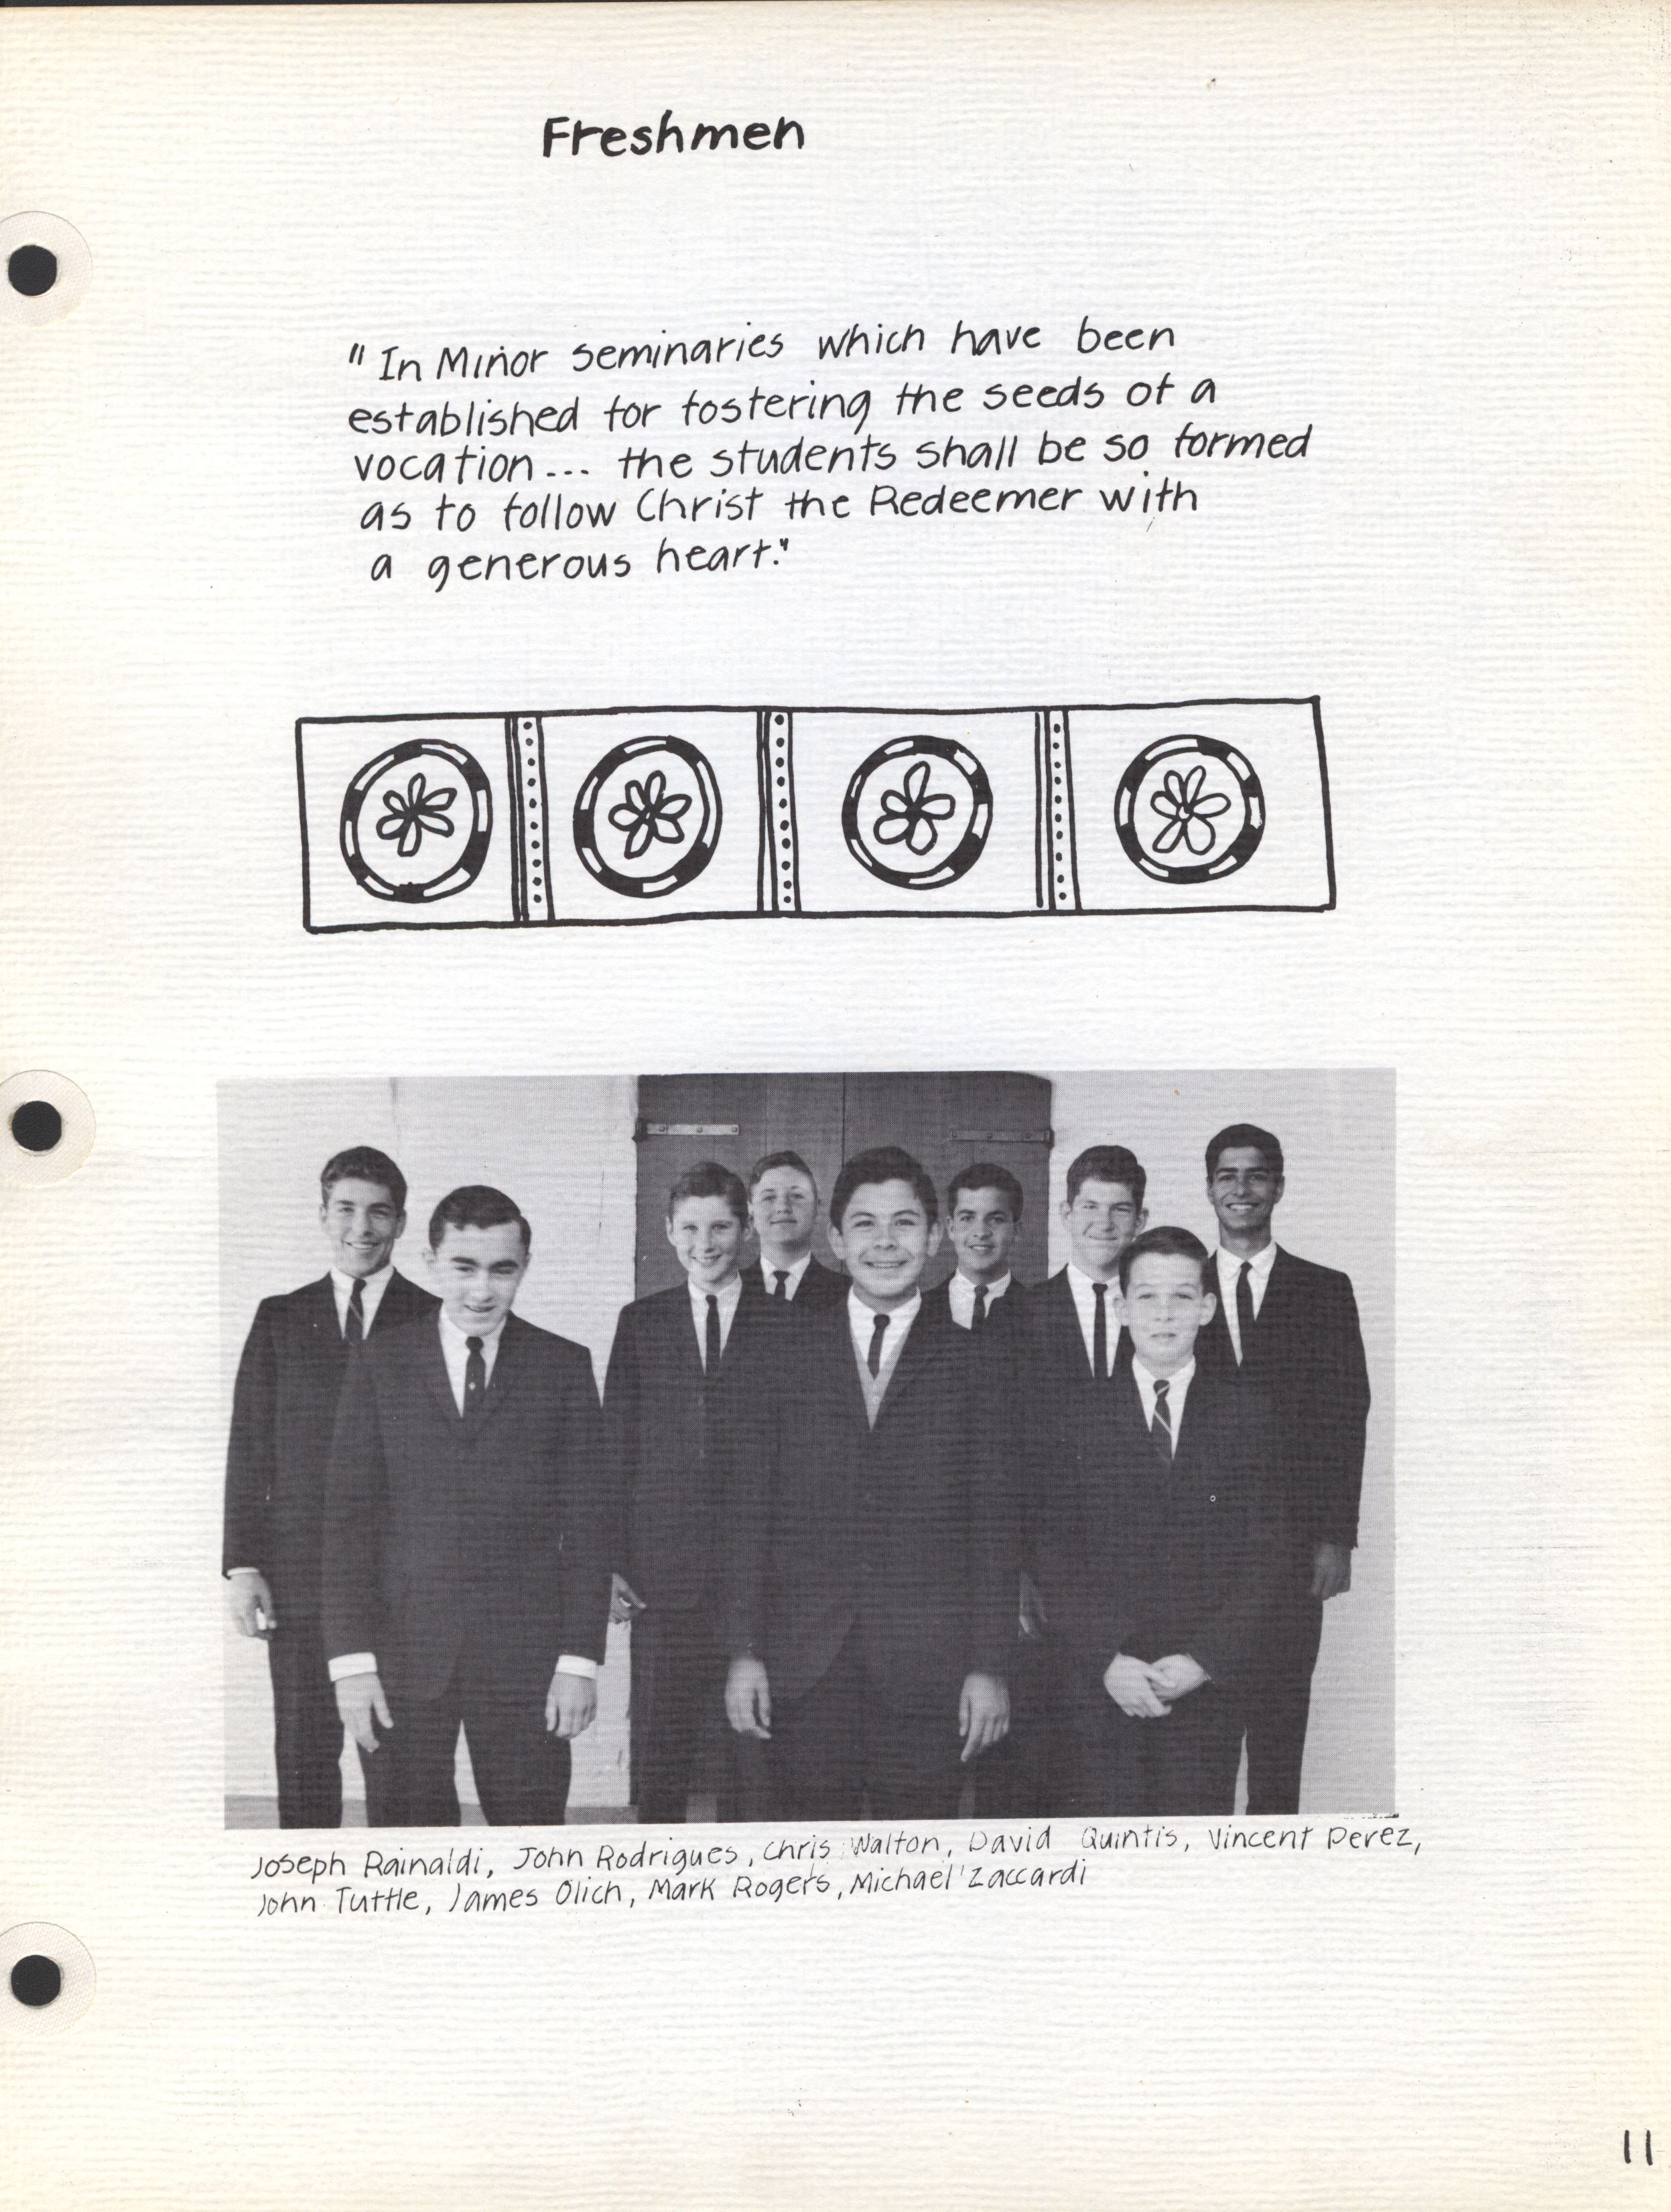 Freshmen
"In Minor seminaries which have been
established for fostering the seeds of a
vocation... the students shall be so formed
as to follow Christ the Redeemer with
a generous heart."
Joseph Rainaldi, John Rodrigues, Chris Walton, David Quintis, Vincent Perez,
John Tuttle, James Olich, Mark Rogers, Michael Zaccardi
11